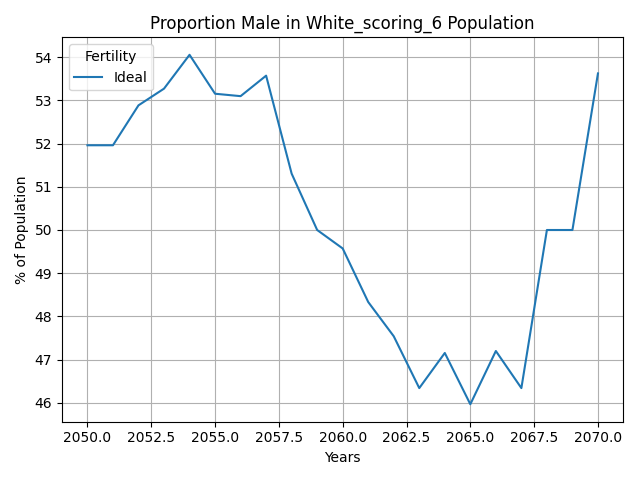 Proportion Male in White_scoring_6 Population
Fertility
Ideal
% of Population
54
53
52
51
50
49
48
47
46
2050.0 2052.5 2055.0 2057.5 2060.0 2062.5 2065.0 2067.5 2070.0
Years